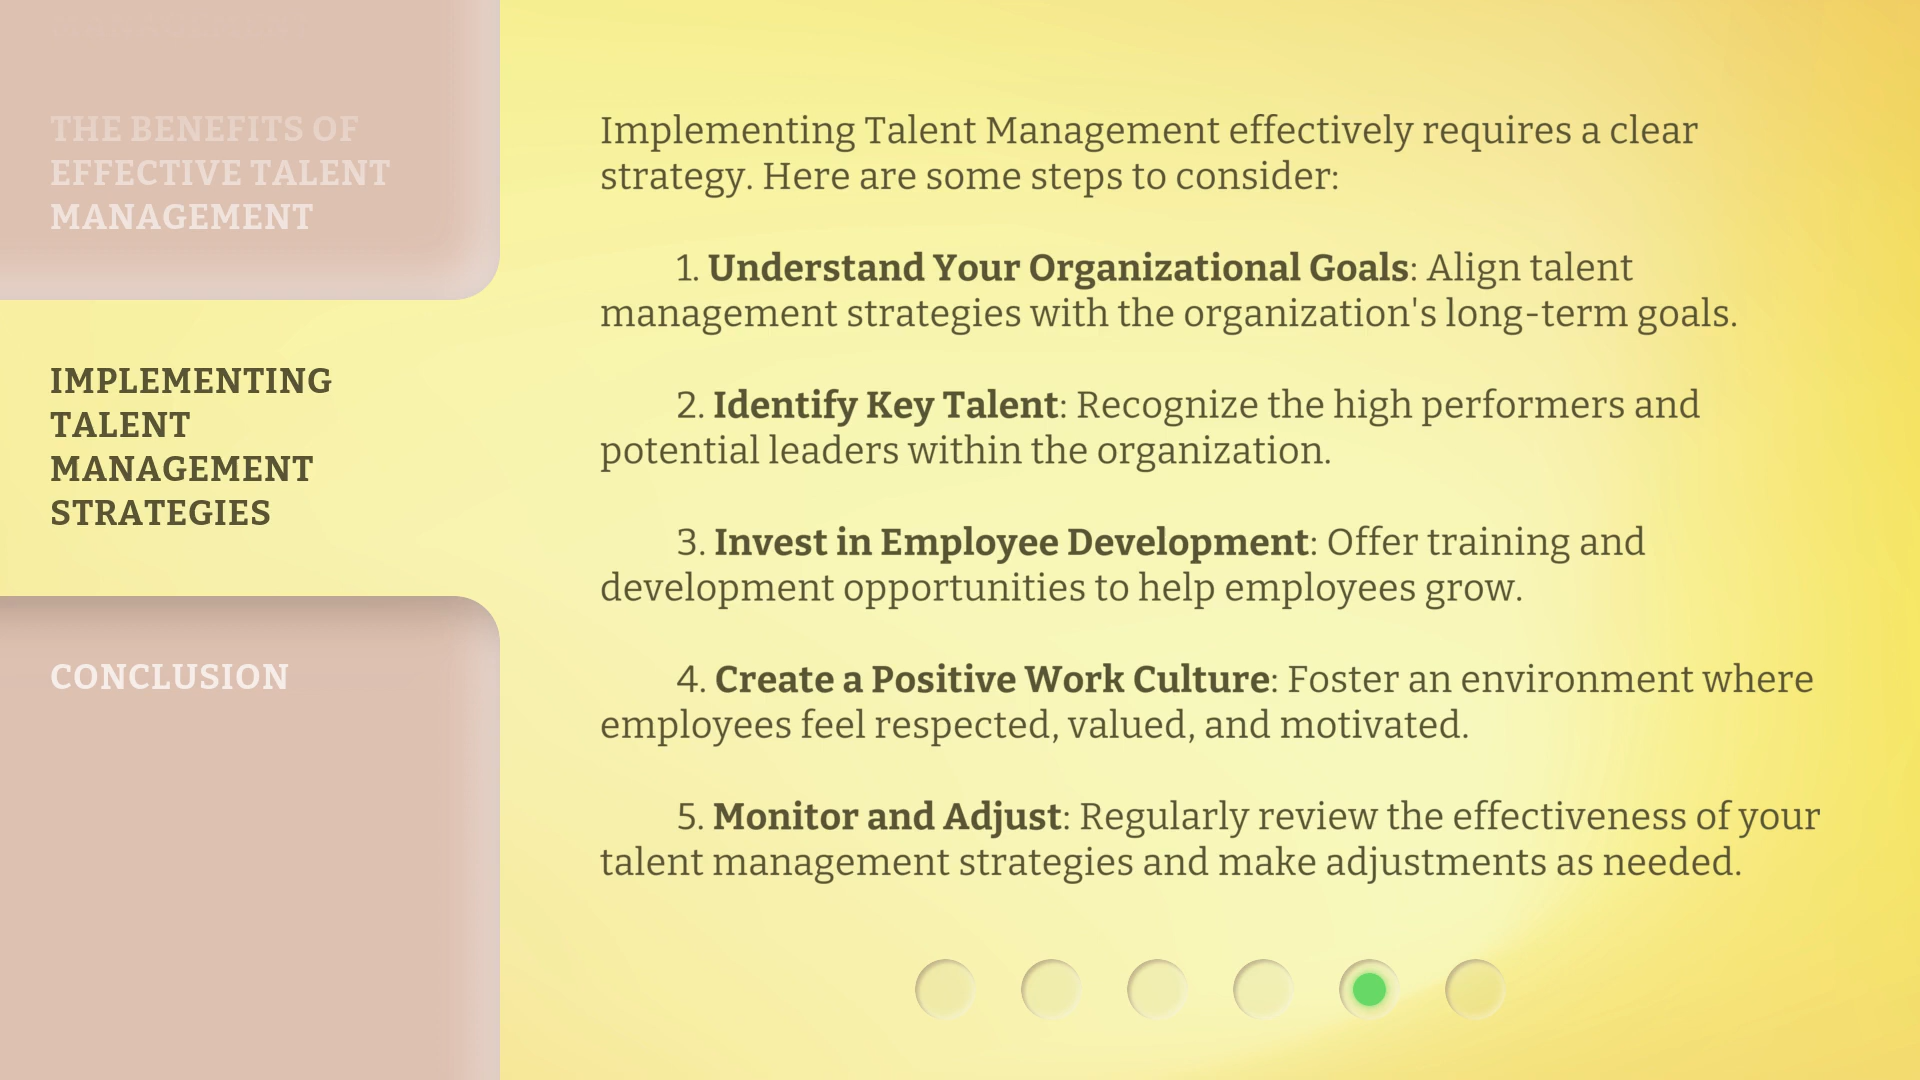 THE BENEFITS OF
EFFECTIVE TALENT
MANAGEMENT
IMPLEMENTING
TALENT
MANAGEMENT
STRATEGIES
CONCLUSION
Implementing Talent Management effectively requires a clear
strategy. Here are some steps to consider:
1. Understand Your Organizational Goals: Align talent
management strategies with the organization's long-term goals.
2. Identify Key Talent: Recognize the high performers and
potential leaders within the organization.
3. Invest in Employee Development: Offer training and
development opportunities to help employees grow.
4. Create a Positive Work Culture: Foster an environment where
employees feel respected, valued, and motivated.
5. Monitor and Adjust: Regularly review the effectiveness of your
talent management strategies and make adjustments as needed.